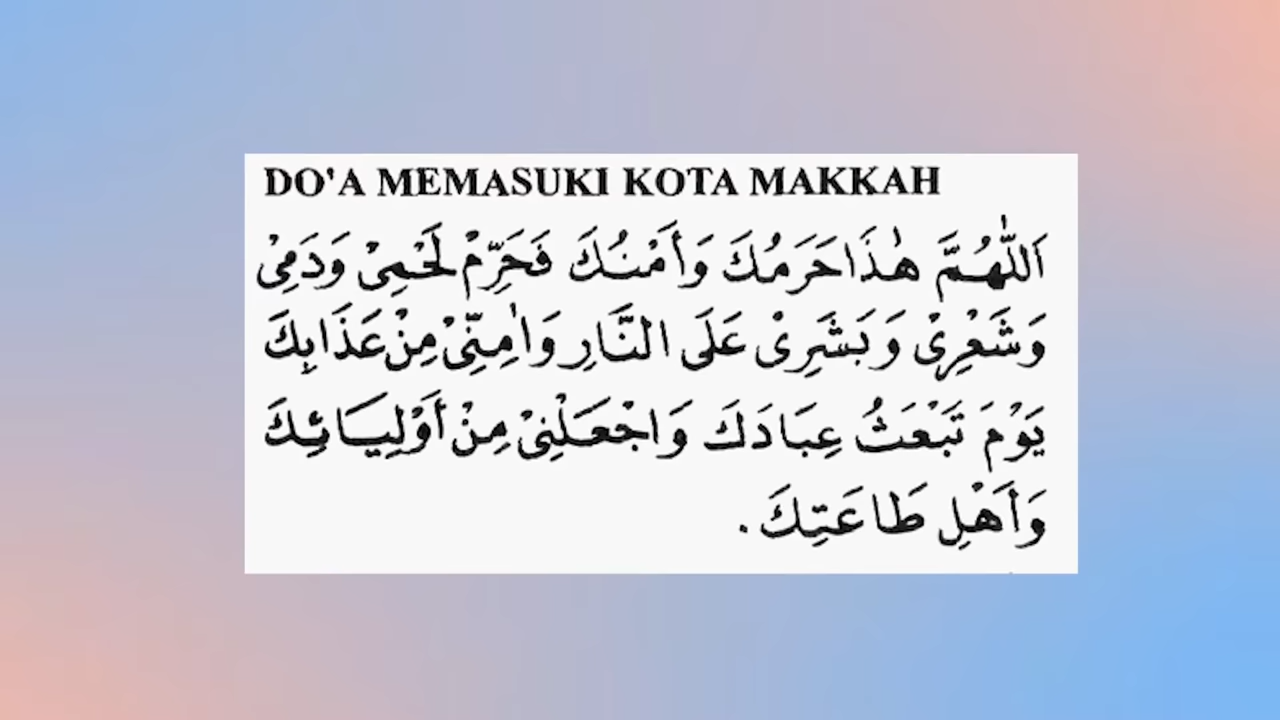 DO'A MEMASUKI KOTA MAKKAH
اَللّٰهُمَّ هٰذَا حَرَمُكَ وَأَمْنُكَ فَحَرِّمْ لَحْمِىْ وَدَمِىْ
وَشَعْرِىْ وَبَشَرِىْ عَلَى النَّارِ وَاٰمِنِّىْ مِنْ عَذَابِكَ
يَوْمَ تَبْعَثُ عِبَادَكَ وَاجْعَلْنِىْ مِنْ أَوْلِيَائِكَ
وَأَهْلِ طَاعَتِكَ .